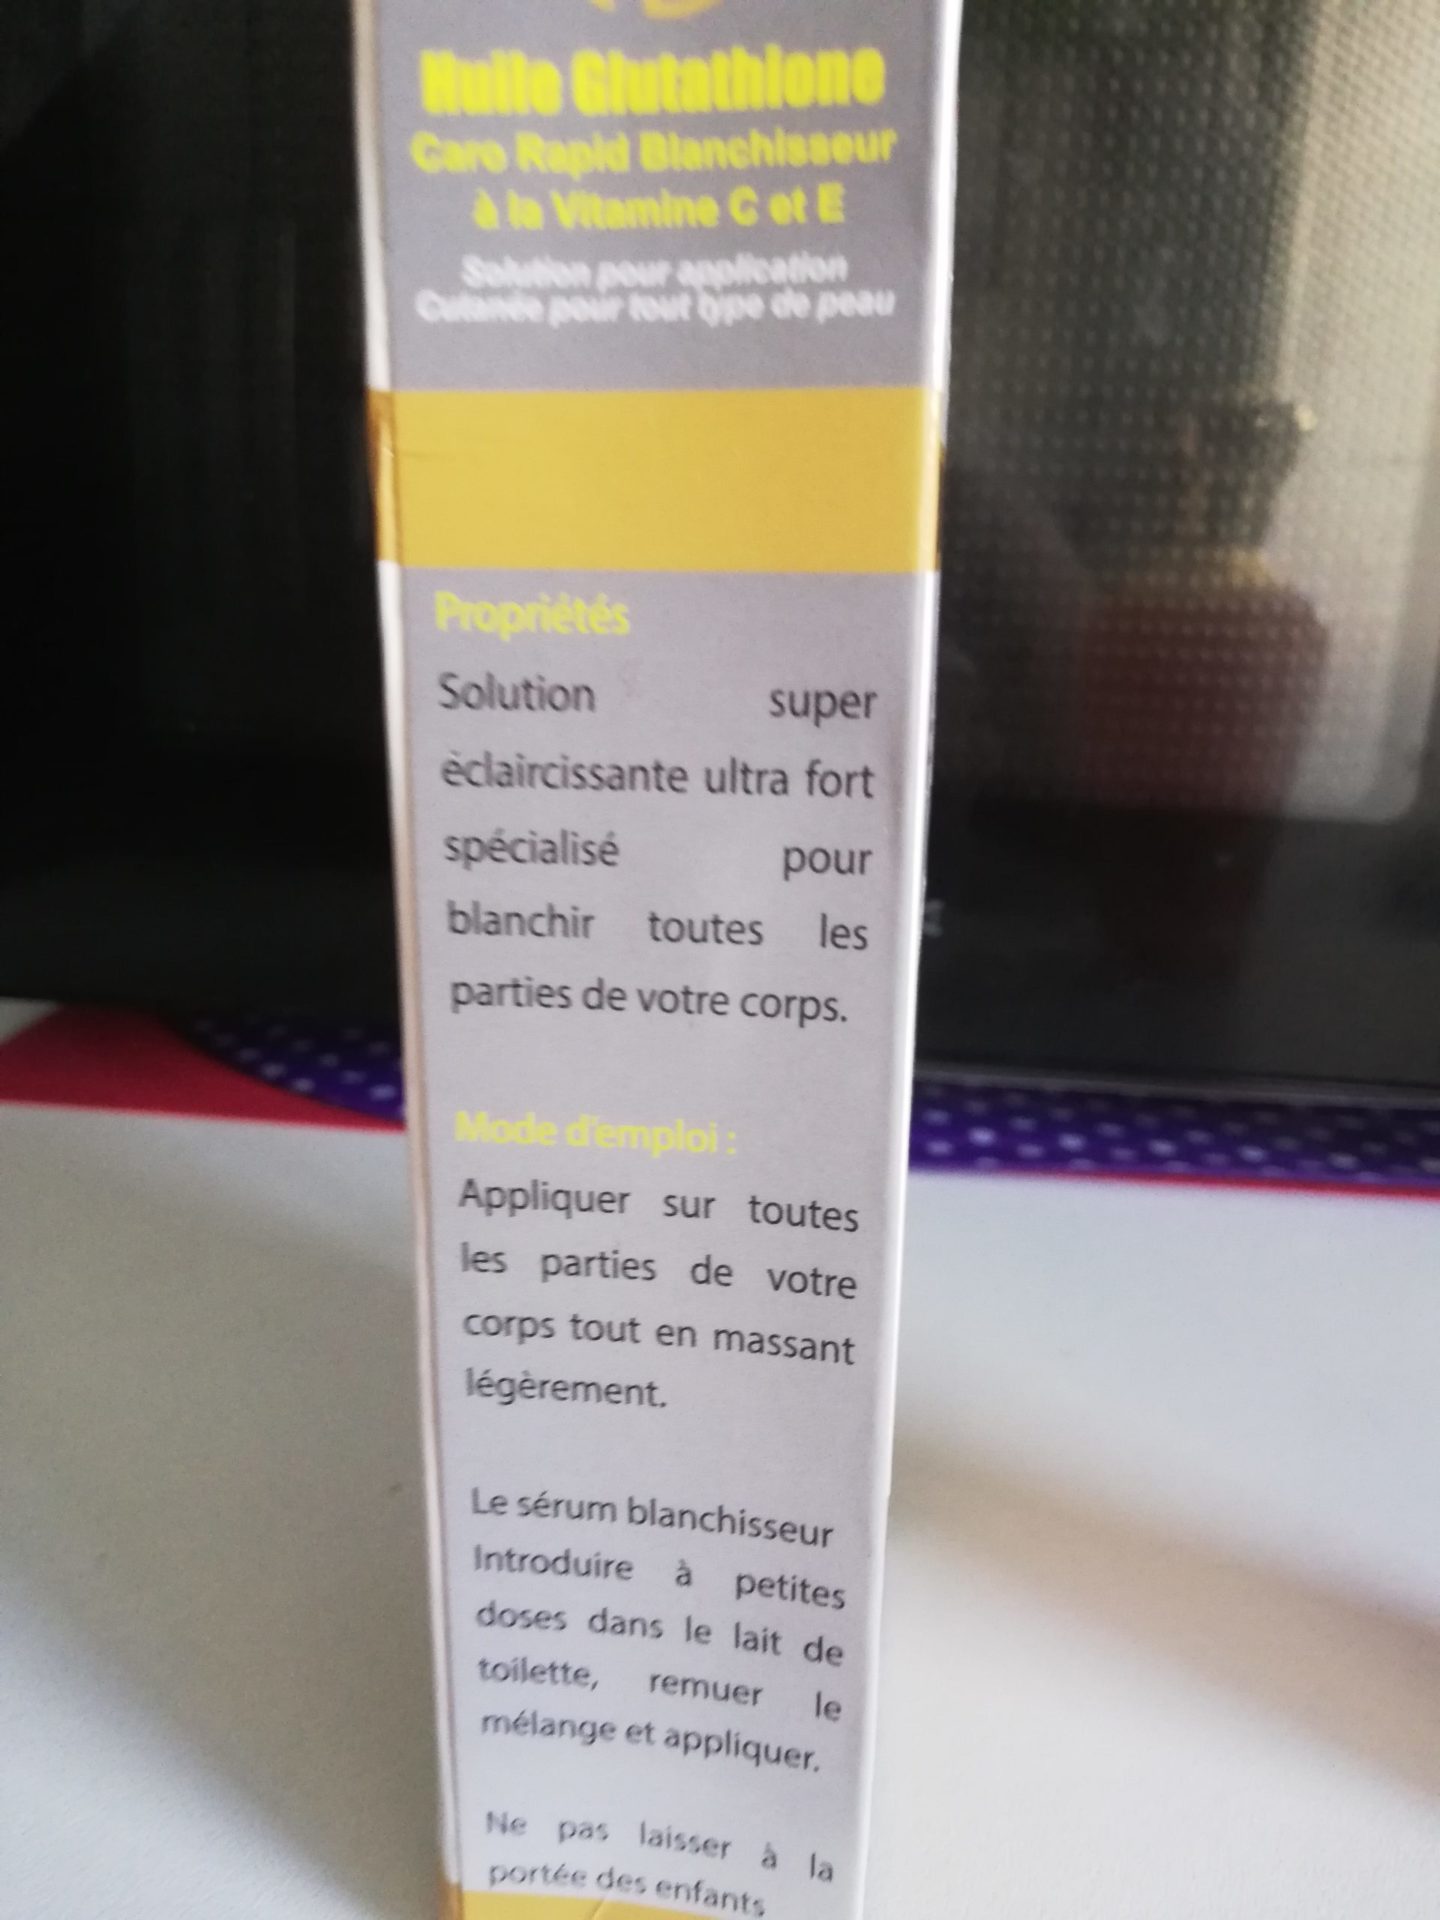 Huile Glutathione
Caro Rapid Blanchisseur
à la Vitamine C et E
Solution pour application
Cutanée pour tout type de peau
Propriétés
Solution super
éclaircissante ultra fort
spécialisé pour
blanchir toutes les
parties de votre corps.
Mode d'emploi :
Appliquer sur toutes
les parties de votre
corps tout en massant
légèrement.
Le sérum blanchisseur
Introduire à petites
doses dans le lait de
toilette, remuer le
mélange et appliquer.
Ne pas laisser à la
portée des enfants